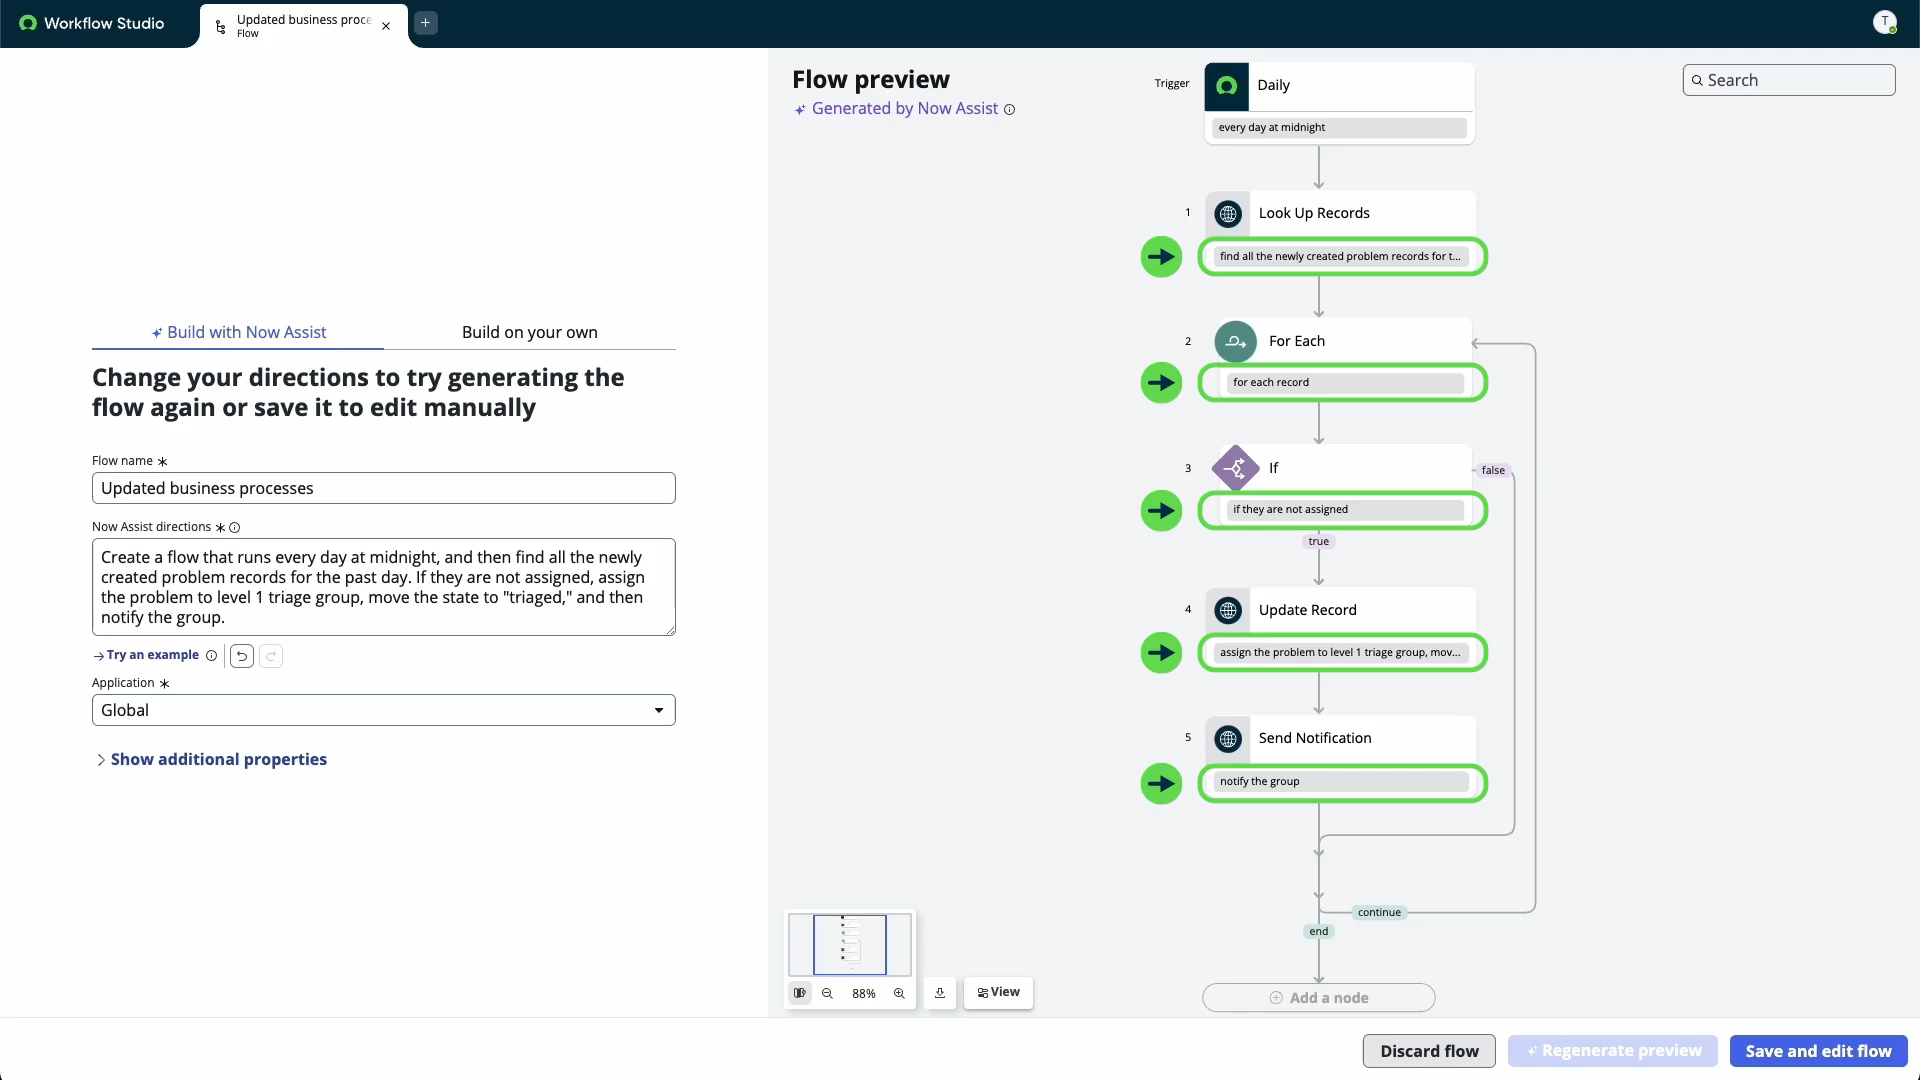 Workflow Studio
Updated business proce
Flow
T
Build with Now Assist
Build on your own
Change your directions to try generating the
flow again or save it to edit manually
Flow name *
Updated business processes
Now Assist directions *
Create a flow that runs every day at midnight, and then find all the newly
created problem records for the past day. If they are not assigned, assign
the problem to level 1 triage group, move the state to "triaged," and then
notify the group.
Try an example
Application *
Global
Show additional properties
Flow preview
Generated by Now Assist
Search
Trigger
Daily
every day at midnight
1
Look Up Records
find all the newly created problem records for t...
2
For Each
for each record
3
If
false
if they are not assigned
true
4
Update Record
assign the problem to level 1 triage group, mov...
5
Send Notification
notify the group
continue
end
Add a node
88%
View
Discard flow
Regenerate preview
Save and edit flow